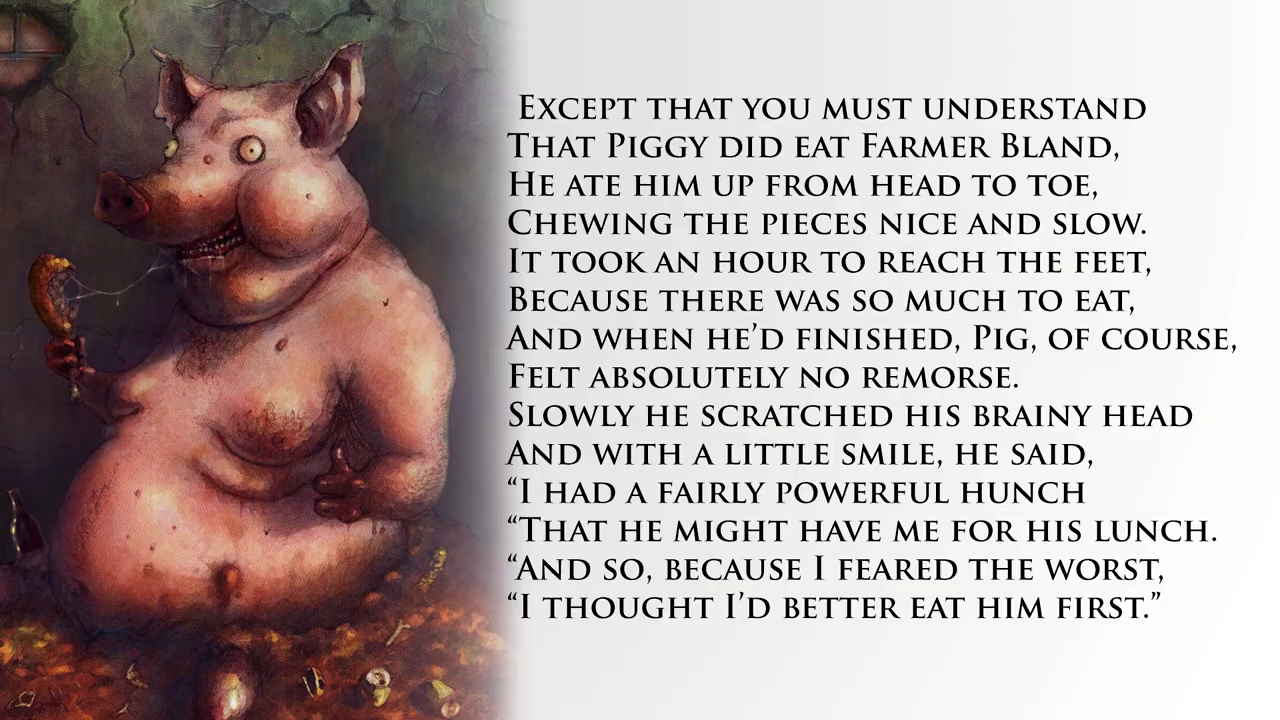 Except that you must understand
That Piggy did eat Farmer Bland,
He ate him up from head to toe,
Chewing the pieces nice and slow.
It took an hour to reach the feet,
Because there was so much to eat,
And when he’d finished, Pig, of course,
Felt absolutely no remorse.
Slowly he scratched his brainy head
And with a little smile, he said,
“I had a fairly powerful hunch
“That he might have me for his lunch.
“And so, because I feared the worst,
“I thought I’d better eat him first.”